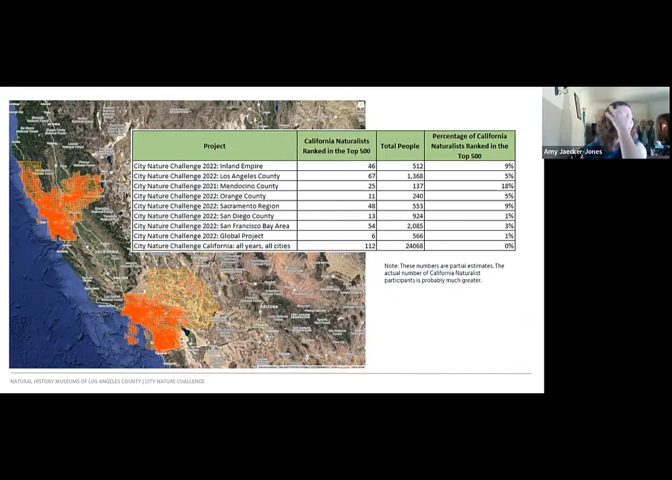 Project California Naturalists Ranked in the Top 500 Total People Percentage of California Naturalists Ranked in the Top 500
City Nature Challenge 2022: Inland Empire 46 512 9%
City Nature Challenge 2022: Los Angeles County 67 1,368 5%
City Nature Challenge 2021: Mendocino County 25 137 18%
City Nature Challenge 2022: Orange County 11 240 5%
City Nature Challenge 2022: Sacramento Region 48 553 9%
City Nature Challenge 2022: San Diego County 13 924 1%
City Nature Challenge 2022: San Francisco Bay Area 54 2,085 3%
City Nature Challenge 2022: Global Project 6 566 1%
City Nature Challenge California: all years, all cities 112 24068 0%
Amy Jaecker-Jones
Note: These numbers are partial estimates. The
actual number of California Naturalist
participants is probably much greater.
CALIFORNIA
ARIZONA
NATURAL HISTORY MUSEUMS OF LOS ANGELES COUNTY | CITY NATURE CHALLENGE